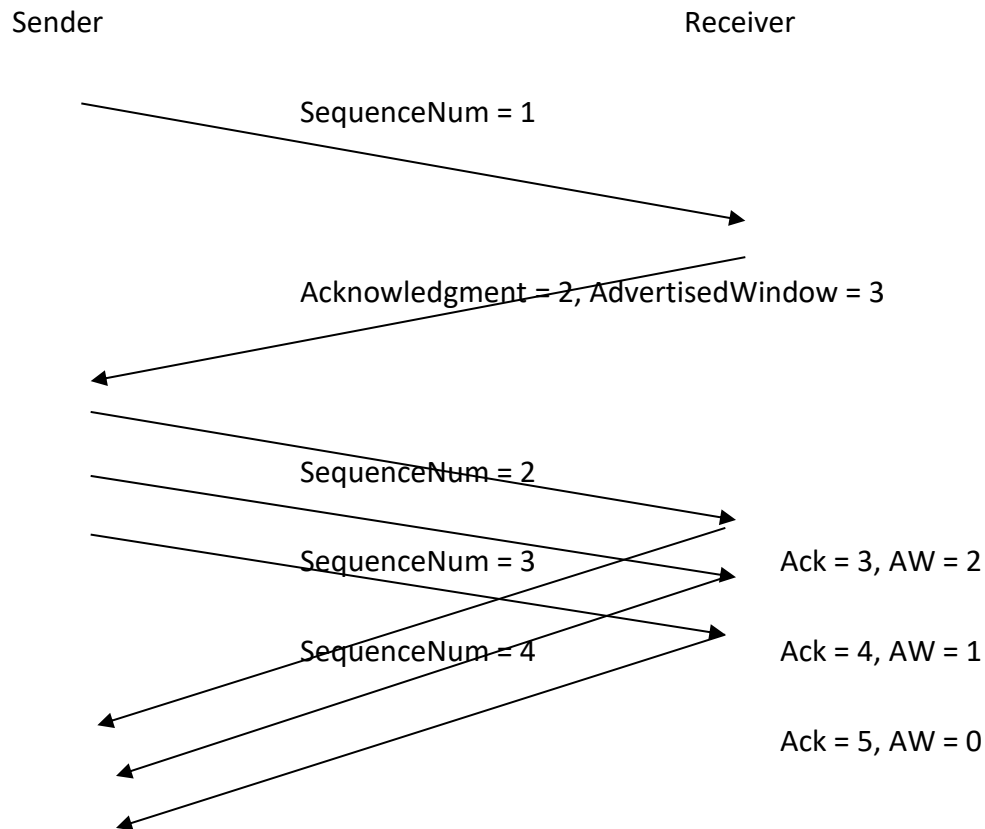 Sender Receiver
SequenceNum = 1
Acknowledgment = 2, AdvertisedWindow = 3
SequenceNum = 2
SequenceNum = 3 Ack = 3, AW = 2
SequenceNum = 4 Ack = 4, AW = 1
Ack = 5, AW = 0